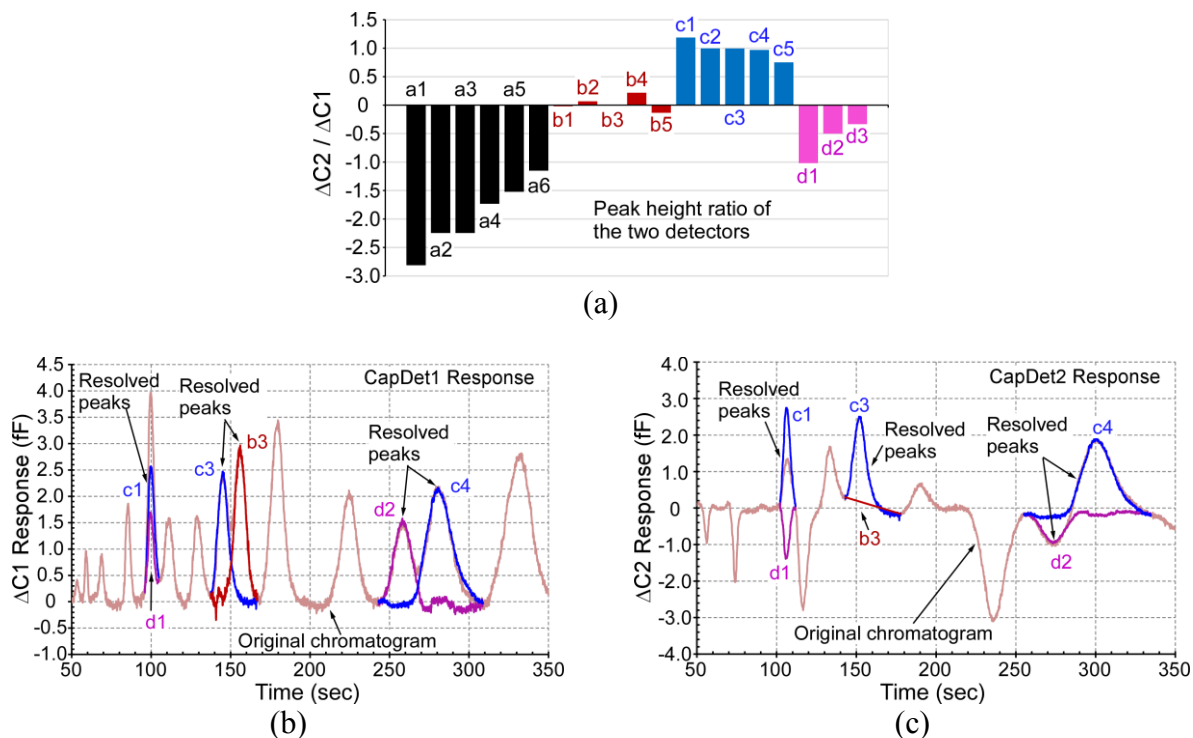 1.5
1.0
0.5
0
-0.5
-1.0
-1.5
-2.0
-2.5
-3.0
ΔC2 / ΔC1
a1
a2
a3
a4
a5
a6
b1
b2
b3
b4
b5
c1
c2
c3
c4
c5
d1
d2
d3
Peak height ratio of
the two detectors
(a)
4.5
4.0
3.5
3.0
2.5
2.0
1.5
1.0
0.5
0
-0.5
-1.0
ΔC1 Response (fF)
Resolved
peaks
Resolved
peaks
CapDet1 Response
Resolved
peaks
c1
c3
b3
d2
c4
d1
Original chromatogram
50 100 150 200 250 300 350
Time (sec)
(b)
4.0
3.0
2.0
1.0
0.0
-1.0
-2.0
-3.0
-4.0
ΔC2 Response (fF)
Resolved
peaks
CapDet2 Response
c1
c3
c4
Resolved
peaks
b3
d1
d2
Original chromatogram
50 100 150 200 250 300 350
Time (sec)
(c)